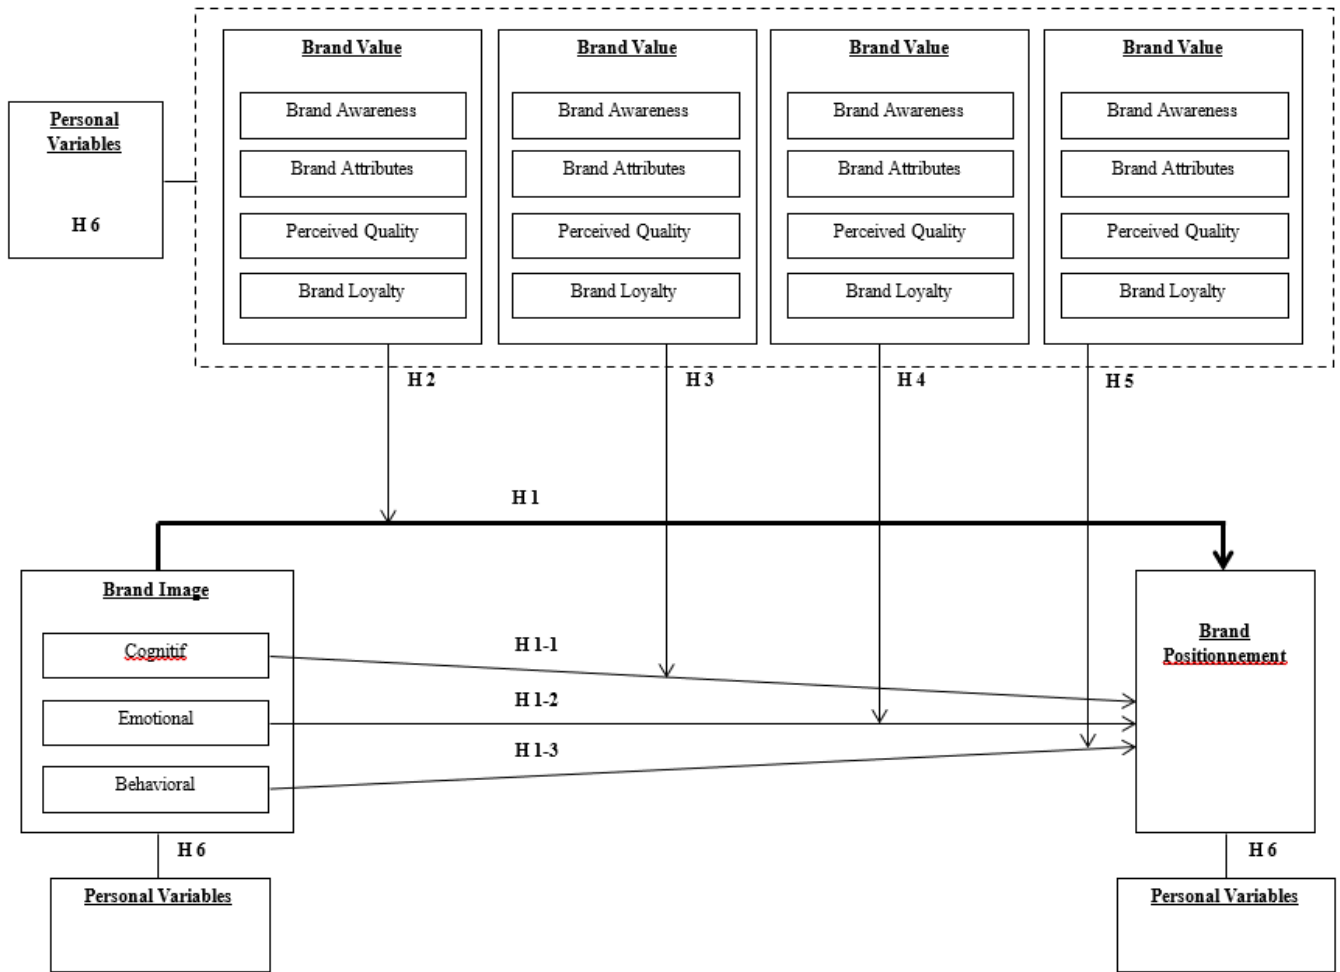 Brand Value
Brand Awareness
Brand Attributes
Perceived Quality
Brand Loyalty
Brand Value
Brand Awareness
Brand Attributes
Perceived Quality
Brand Loyalty
Brand Value
Brand Awareness
Brand Attributes
Perceived Quality
Brand Loyalty
Brand Value
Brand Awareness
Brand Attributes
Perceived Quality
Brand Loyalty
Personal
Variables
H 6
H 2
H 3
H 4
H 5
H 1
Brand Image
Cognitif
Emotional
Behavioral
H 1-1
H 1-2
H 1-3
Brand
Positionnement
H 6
Personal Variables
H 6
Personal Variables